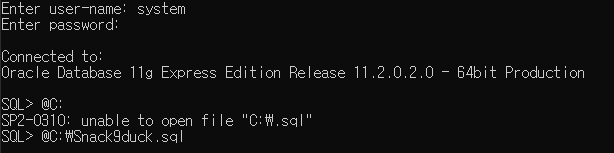 Enter user-name: system
Enter password:
Connected to:
Oracle Database 11g Express Edition Release 11.2.0.2.0 - 64bit Production
SQL> @C:
SP2-0310: unable to open file "C:₩.sql"
SQL> @C:₩Snack9duck.sql